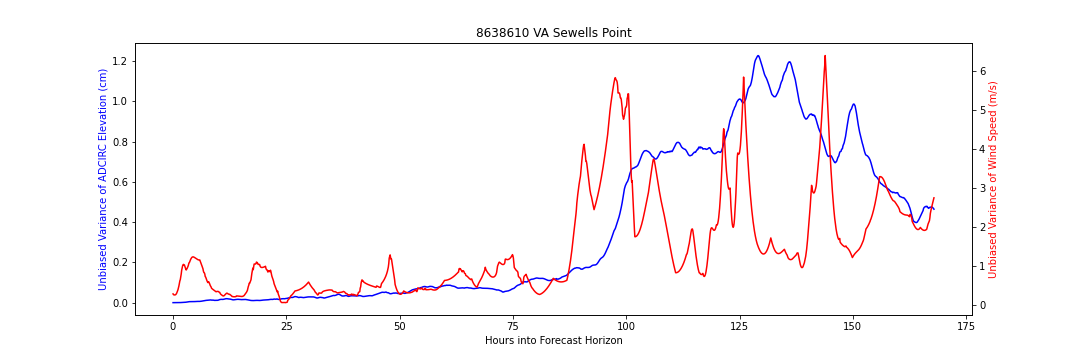 8638610 VA Sewells Point
Unbiased Variance of ADCIRC Elevation (cm)
1.2
1.0
0.8
0.6
0.4
0.2
0.0
6
5
4
3
2
1
0
Unbiased Variance of Wind Speed (m/s)
0 25 50 75 100 125 150 175
Hours into Forecast Horizon